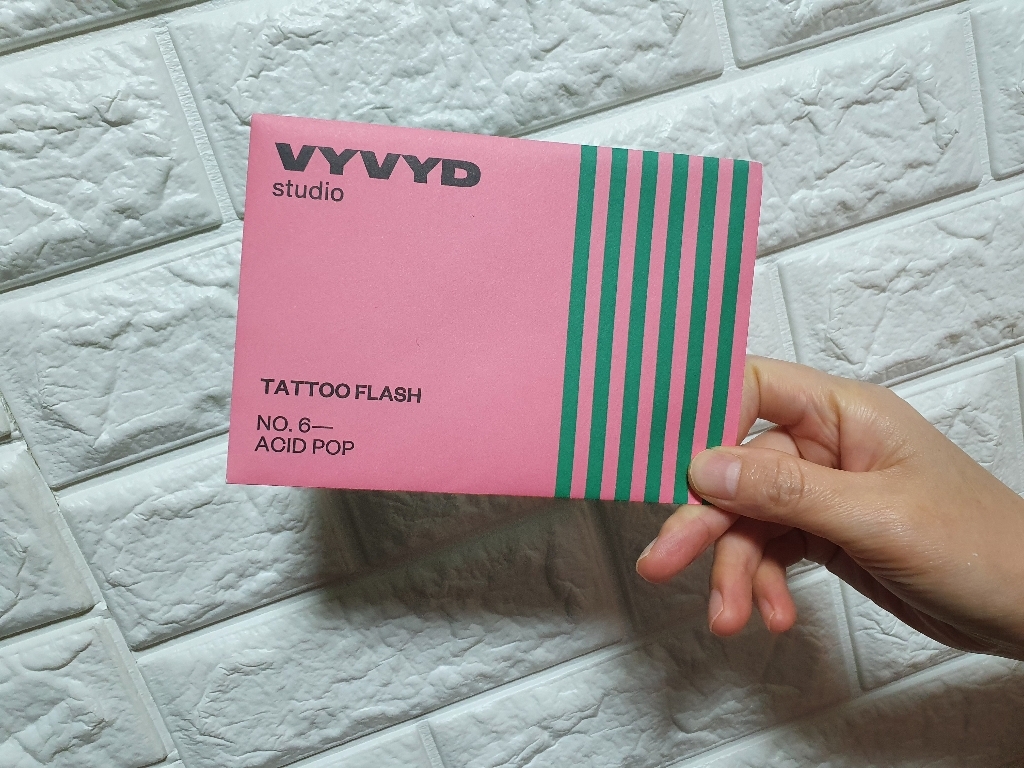 VYVYD
studio
TATTOO FLASH
NO. 6—
ACID POP